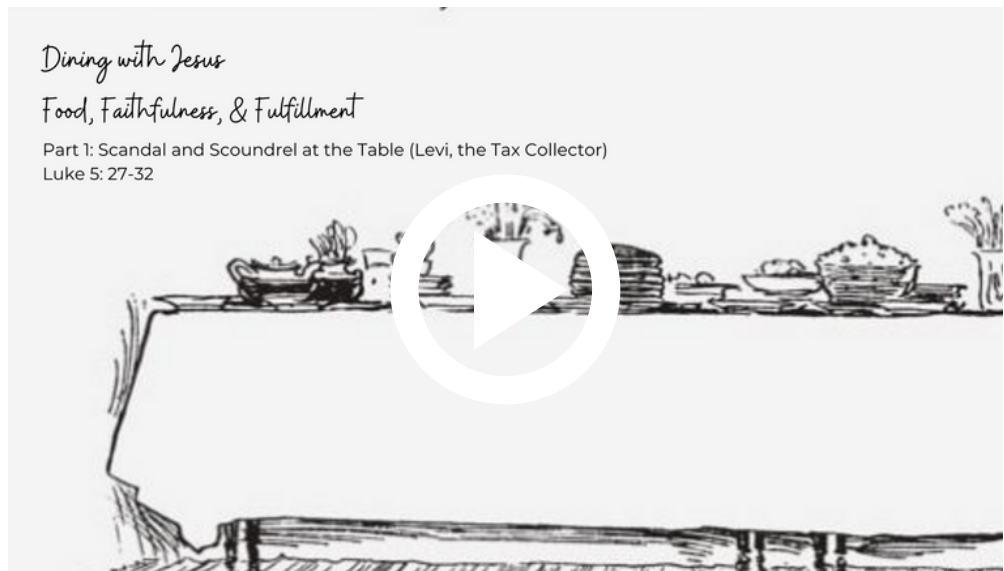 Dining with Jesus
Food, Faithfulness, & Fulfillment
Part 1: Scandal and Scoundrel at the Table (Levi, the Tax Collector)
Luke 5: 27-32